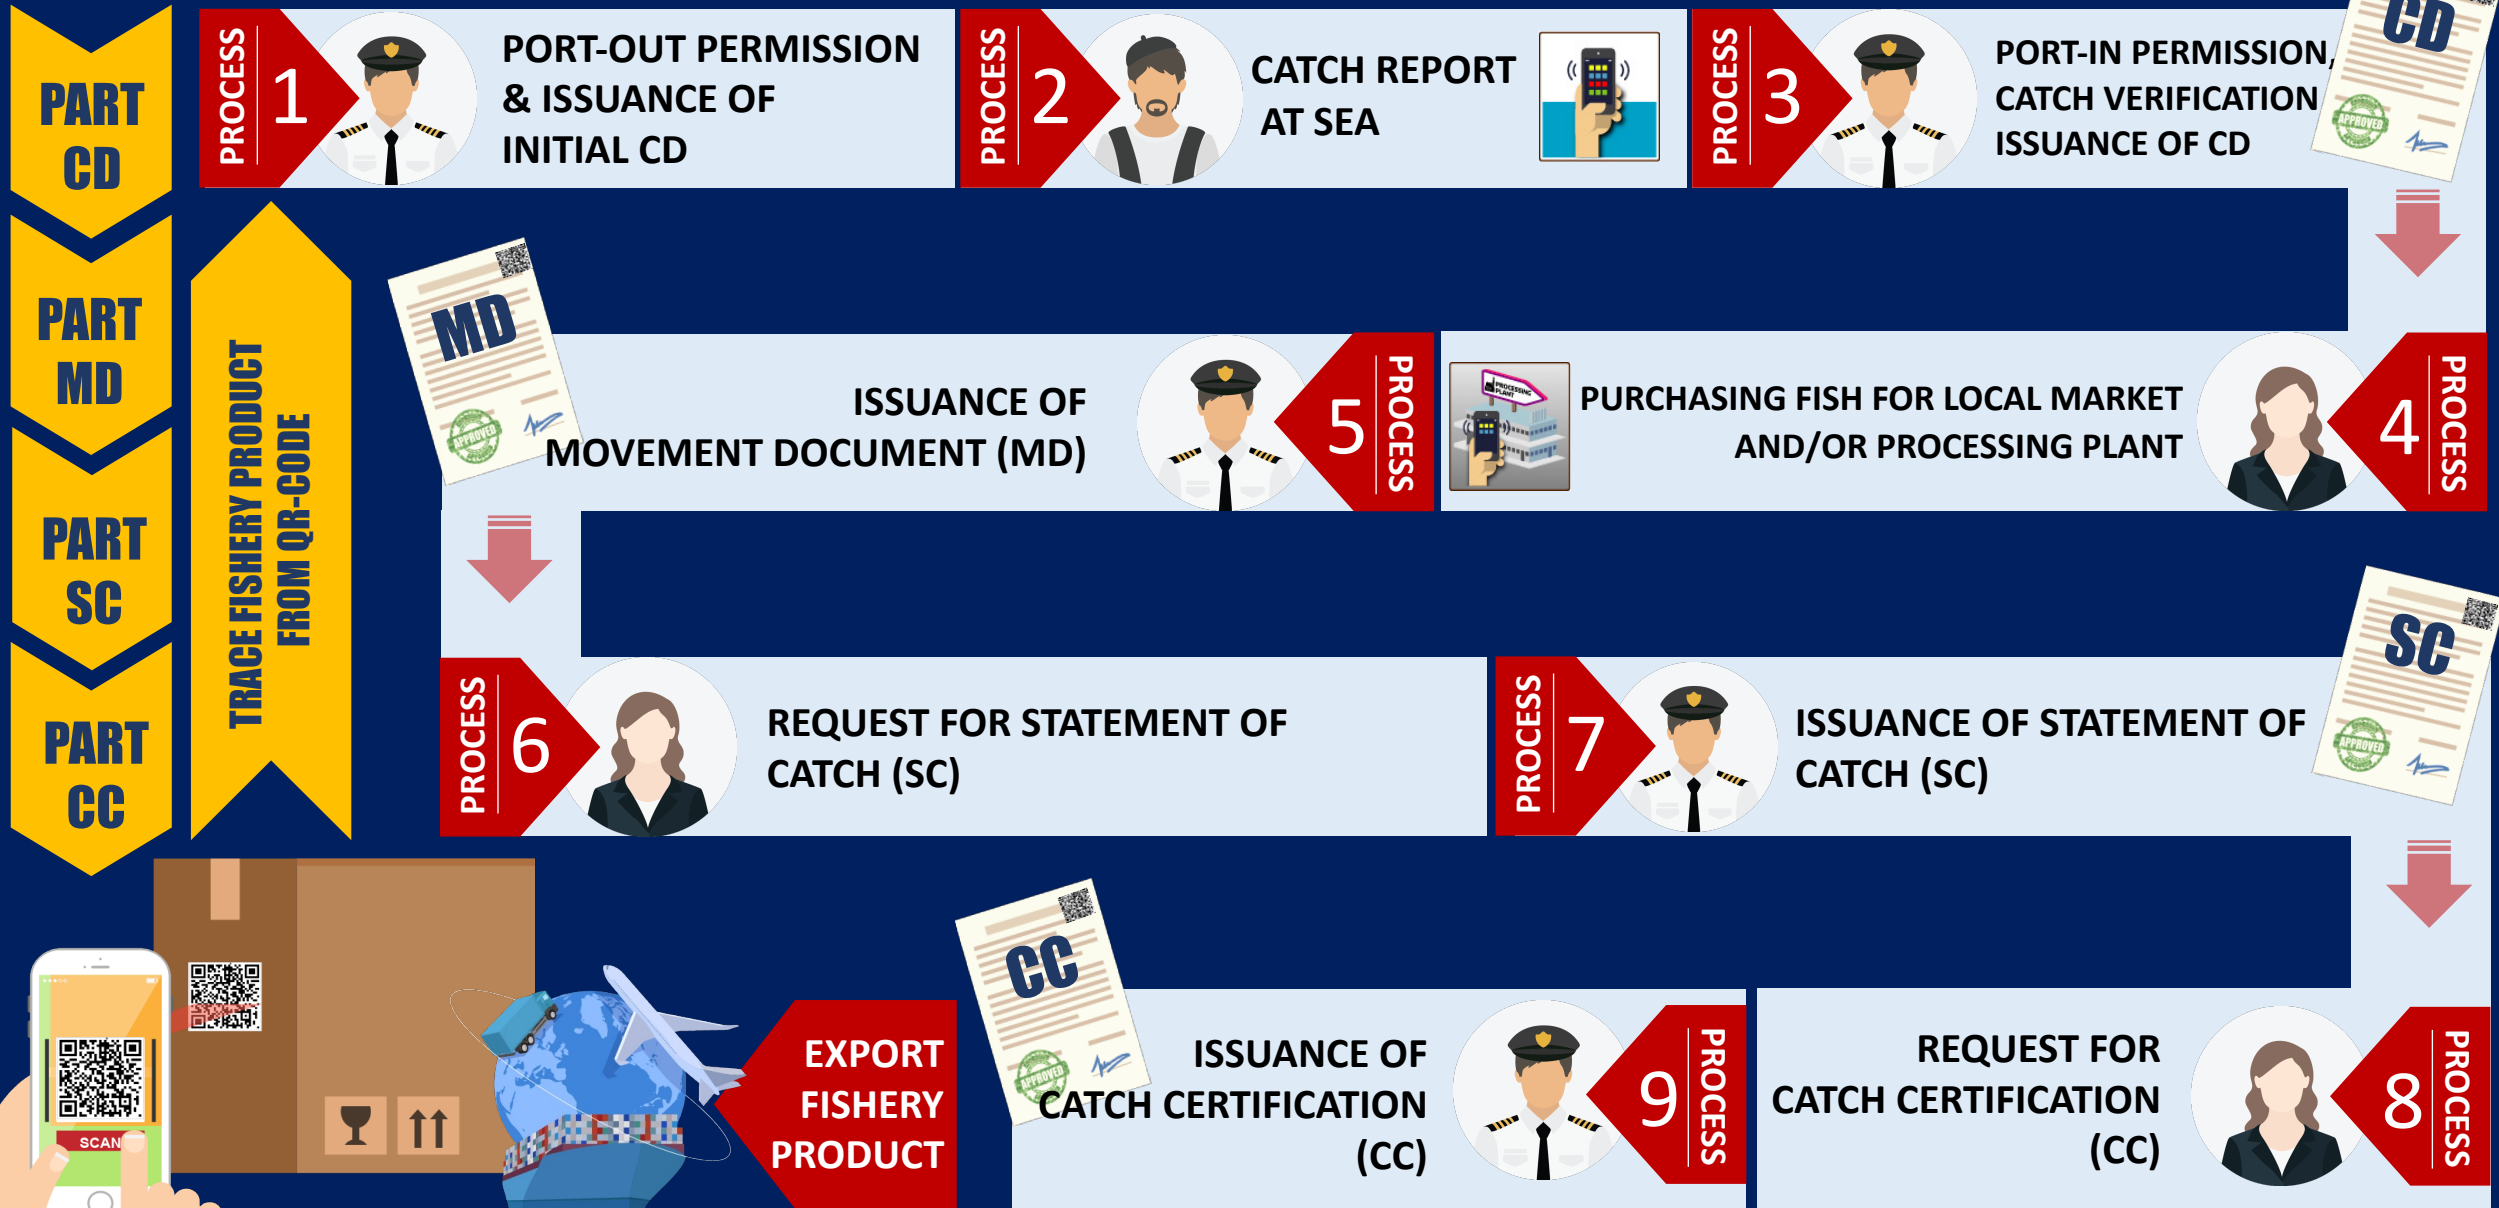 PART
CD
PROCESS
1
PORT-OUT PERMISSION
& ISSUANCE OF
INITIAL CD
PROCESS
2
CATCH REPORT
AT SEA
PROCESS
3
PORT-IN PERMISSION,
CATCH VERIFICATION
ISSUANCE OF CD
CD
APPROVED
PART
MD
TRACE FISHERY PRODUCT
FROM QR-CODE
PROCESS
4
PURCHASING FISH FOR LOCAL MARKET
AND/OR PROCESSING PLANT
PROCESSING
PLANT
PROCESS
5
ISSUANCE OF
MOVEMENT DOCUMENT (MD)
MD
APPROVED
PART
SC
PROCESS
6
REQUEST FOR STATEMENT OF
CATCH (SC)
PROCESS
7
ISSUANCE OF STATEMENT OF
CATCH (SC)
SC
APPROVED
PART
CC
PROCESS
8
REQUEST FOR
CATCH CERTIFICATION
(CC)
PROCESS
9
ISSUANCE OF
CATCH CERTIFICATION
(CC)
CC
APPROVED
EXPORT
FISHERY
PRODUCT
SCAN